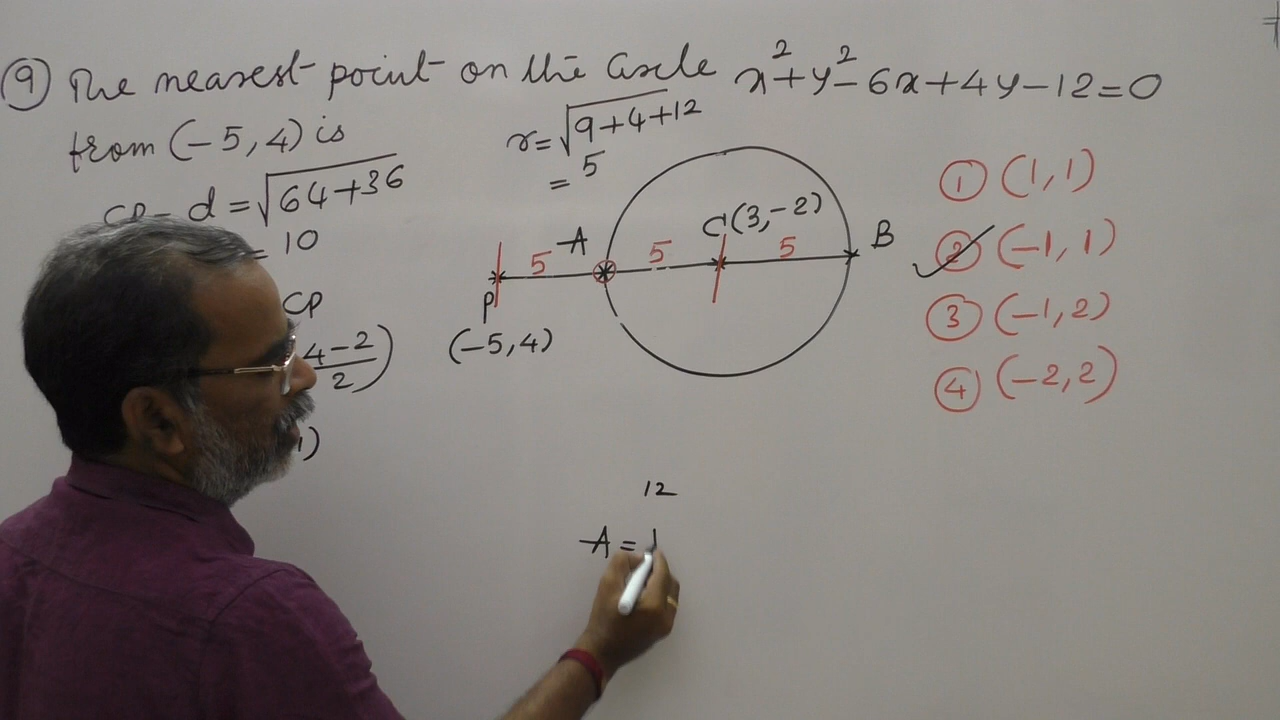 9 The nearest point on the Circle x²+y²-6x+4y-12=0
from (-5,4) is
r=√9+4+12
= 5
d=√64+36
= 10
CP
4-2
2)
1)
A
5
5
5
C(3,-2)
B
P
(-5,4)
1 (1,1)
2 (-1,1)
3 (-1,2)
4 (-2,2)
12
A=1